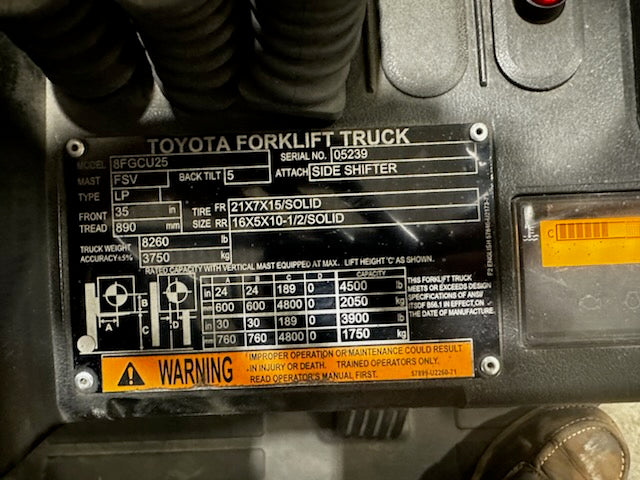 TOYOTA FORKLIFT TRUCK
MODEL 8FGCU25 SERIAL NO. 05239
MAST FSV BACK TILT 5 ATTACH SIDE SHIFTER
TYPE LP
FRONT 35 in TIRE FR 21X7X15/SOLID
TREAD 890 mm SIZE RR 16X5X10-1/2/SOLID
TRUCK WEIGHT 8260 lb
ACCURACY±5% 3750 kg
RATED CAPACITY WITH VERTICAL MAST EQUIPPED AT MAX. LIFT HEIGHT 'C' AS SHOWN.
A B C D CAPACITY
in 24 24 189 0 4500 lb
600 600 4800 0 2050 kg
in 30 30 189 0 3900 lb
760 760 4800 0 1750 kg
A B C D
THIS FORKLIFT TRUCK
MEETS OR EXCEEDS DESIGN
SPECIFICATIONS OF ANSI/
ITSDF B56.1 IN EFFECT ON
THE DATE OF MANUFACTURE.
WARNING
IMPROPER OPERATION OR MAINTENANCE COULD RESULT
IN INJURY OR DEATH. TRAINED OPERATORS ONLY.
READ OPERATOR'S MANUAL FIRST.
57899-U2260-71
C